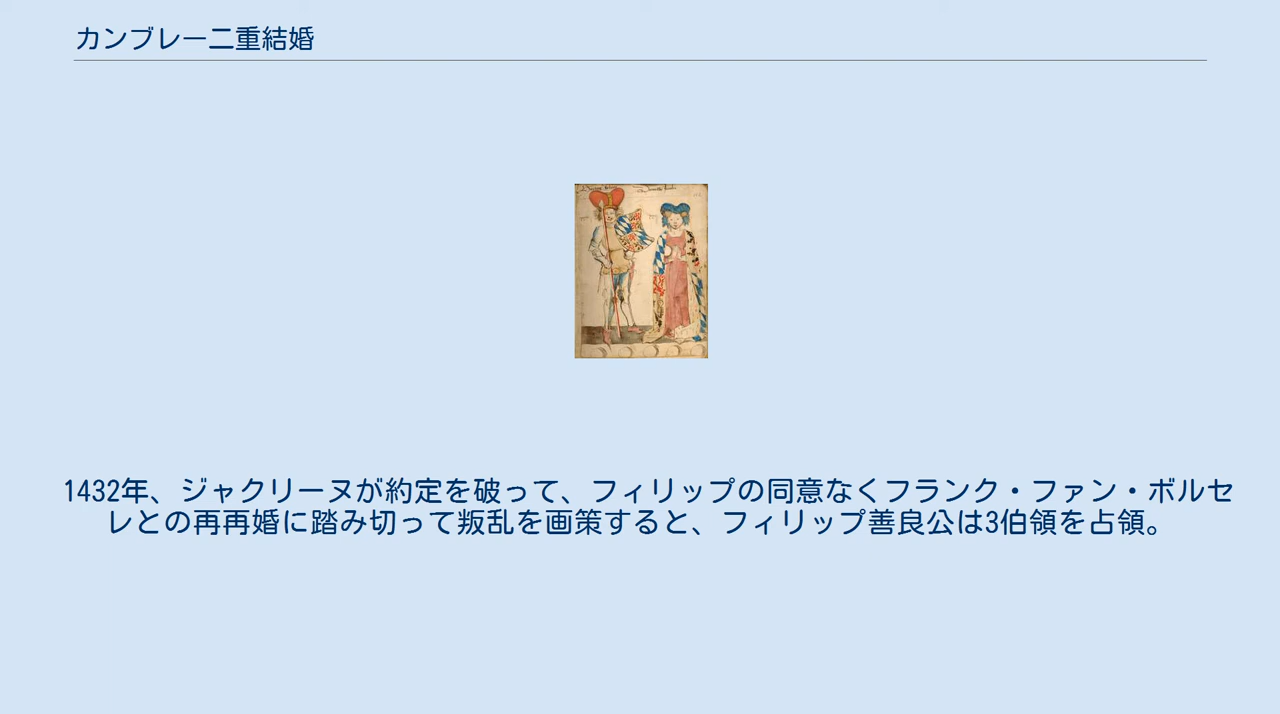 カンブレー二重結婚
1432年、ジャクリーヌが約定を破って、フィリップの同意なくフランク・ファン・ボルセ
レとの再再婚に踏み切って叛乱を画策すると、フィリップ善良公は3伯領を占領。